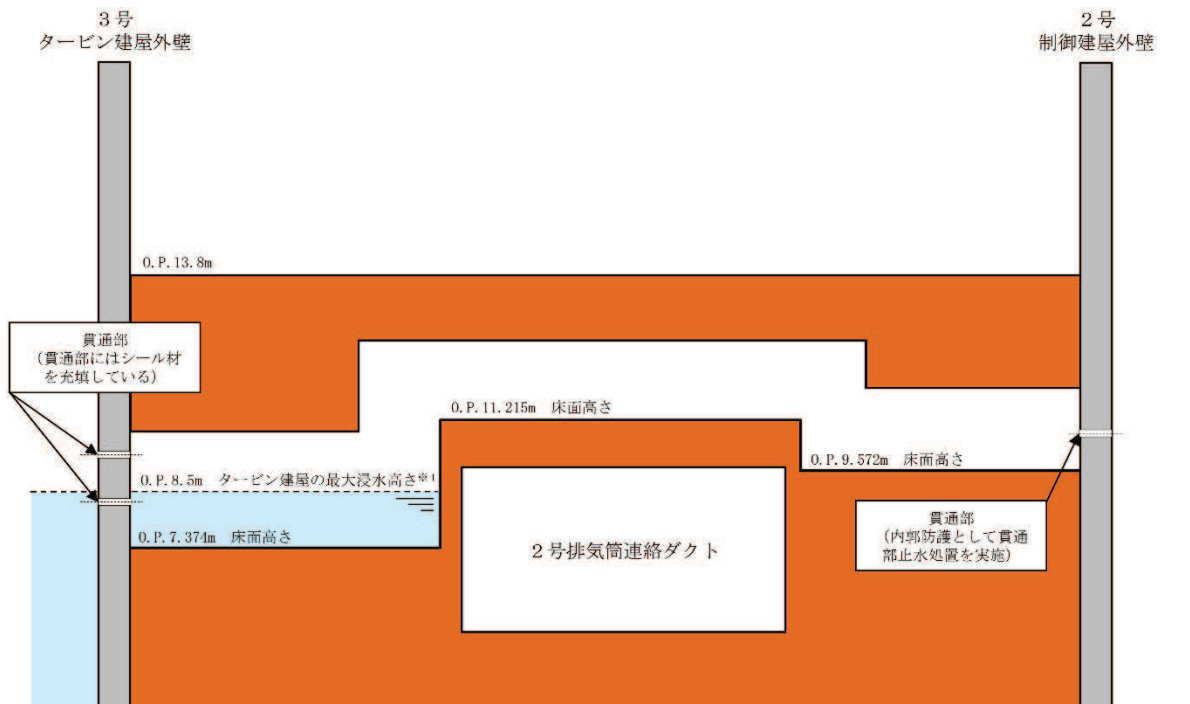 3号
タービン建屋外壁
2号
制御建屋外壁
O.P.13.8m
貫通部
(貫通部にはシール材
を充填している)
O.P.11.215m 床面高さ
O.P.9.572m 床面高さ
O.P.8.5m タービン建屋の最大浸水高さ※1
O.P.7.374m 床面高さ
2号排気筒連絡ダクト
貫通部
(内郭防護として貫通
部止水処置を実施)